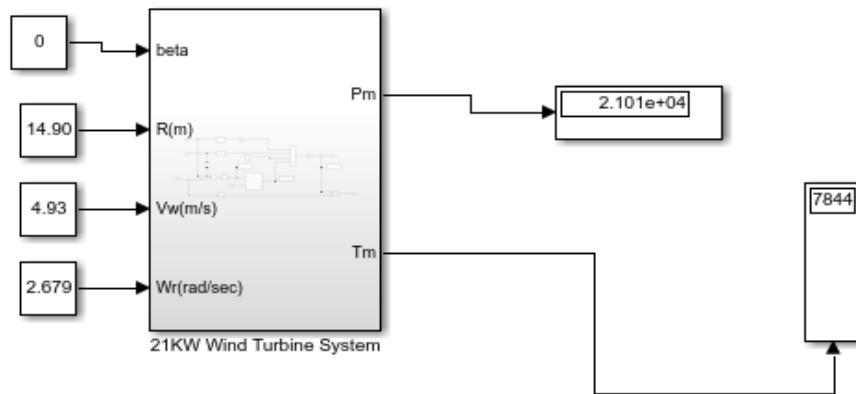 0
beta
Pm
2.101e+04
14.90
R(m)
4.93
Vw(m/s)
7844
Tm
2.679
Wr(rad/sec)
21KW Wind Turbine System